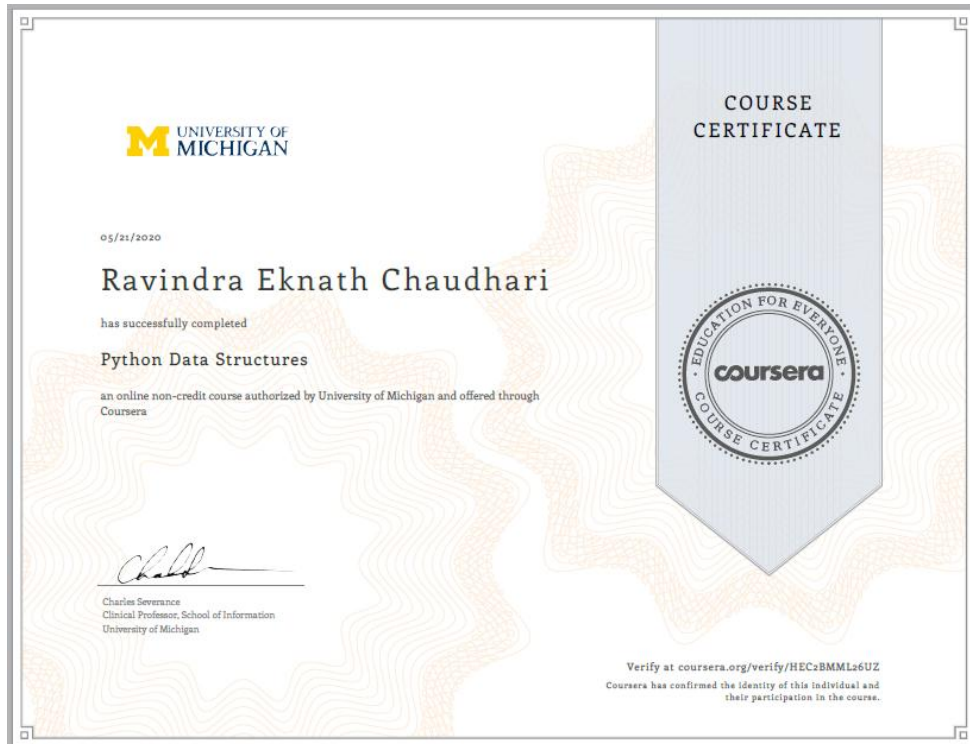 UNIVERSITY OF
MICHIGAN
COURSE
CERTIFICATE
05/21/2020
Ravindra Eknath Chaudhari
has successfully completed
Python Data Structures
an online non-credit course authorized by University of Michigan and offered through
Coursera
EDUCATION FOR EVERYONE
coursera
COURSE CERTIFICATE
Charles Severance
Clinical Professor, School of Information
University of Michigan
Verify at coursera.org/verify/HEC2BMML26UZ
Coursera has confirmed the identity of this individual and
their participation in the course.